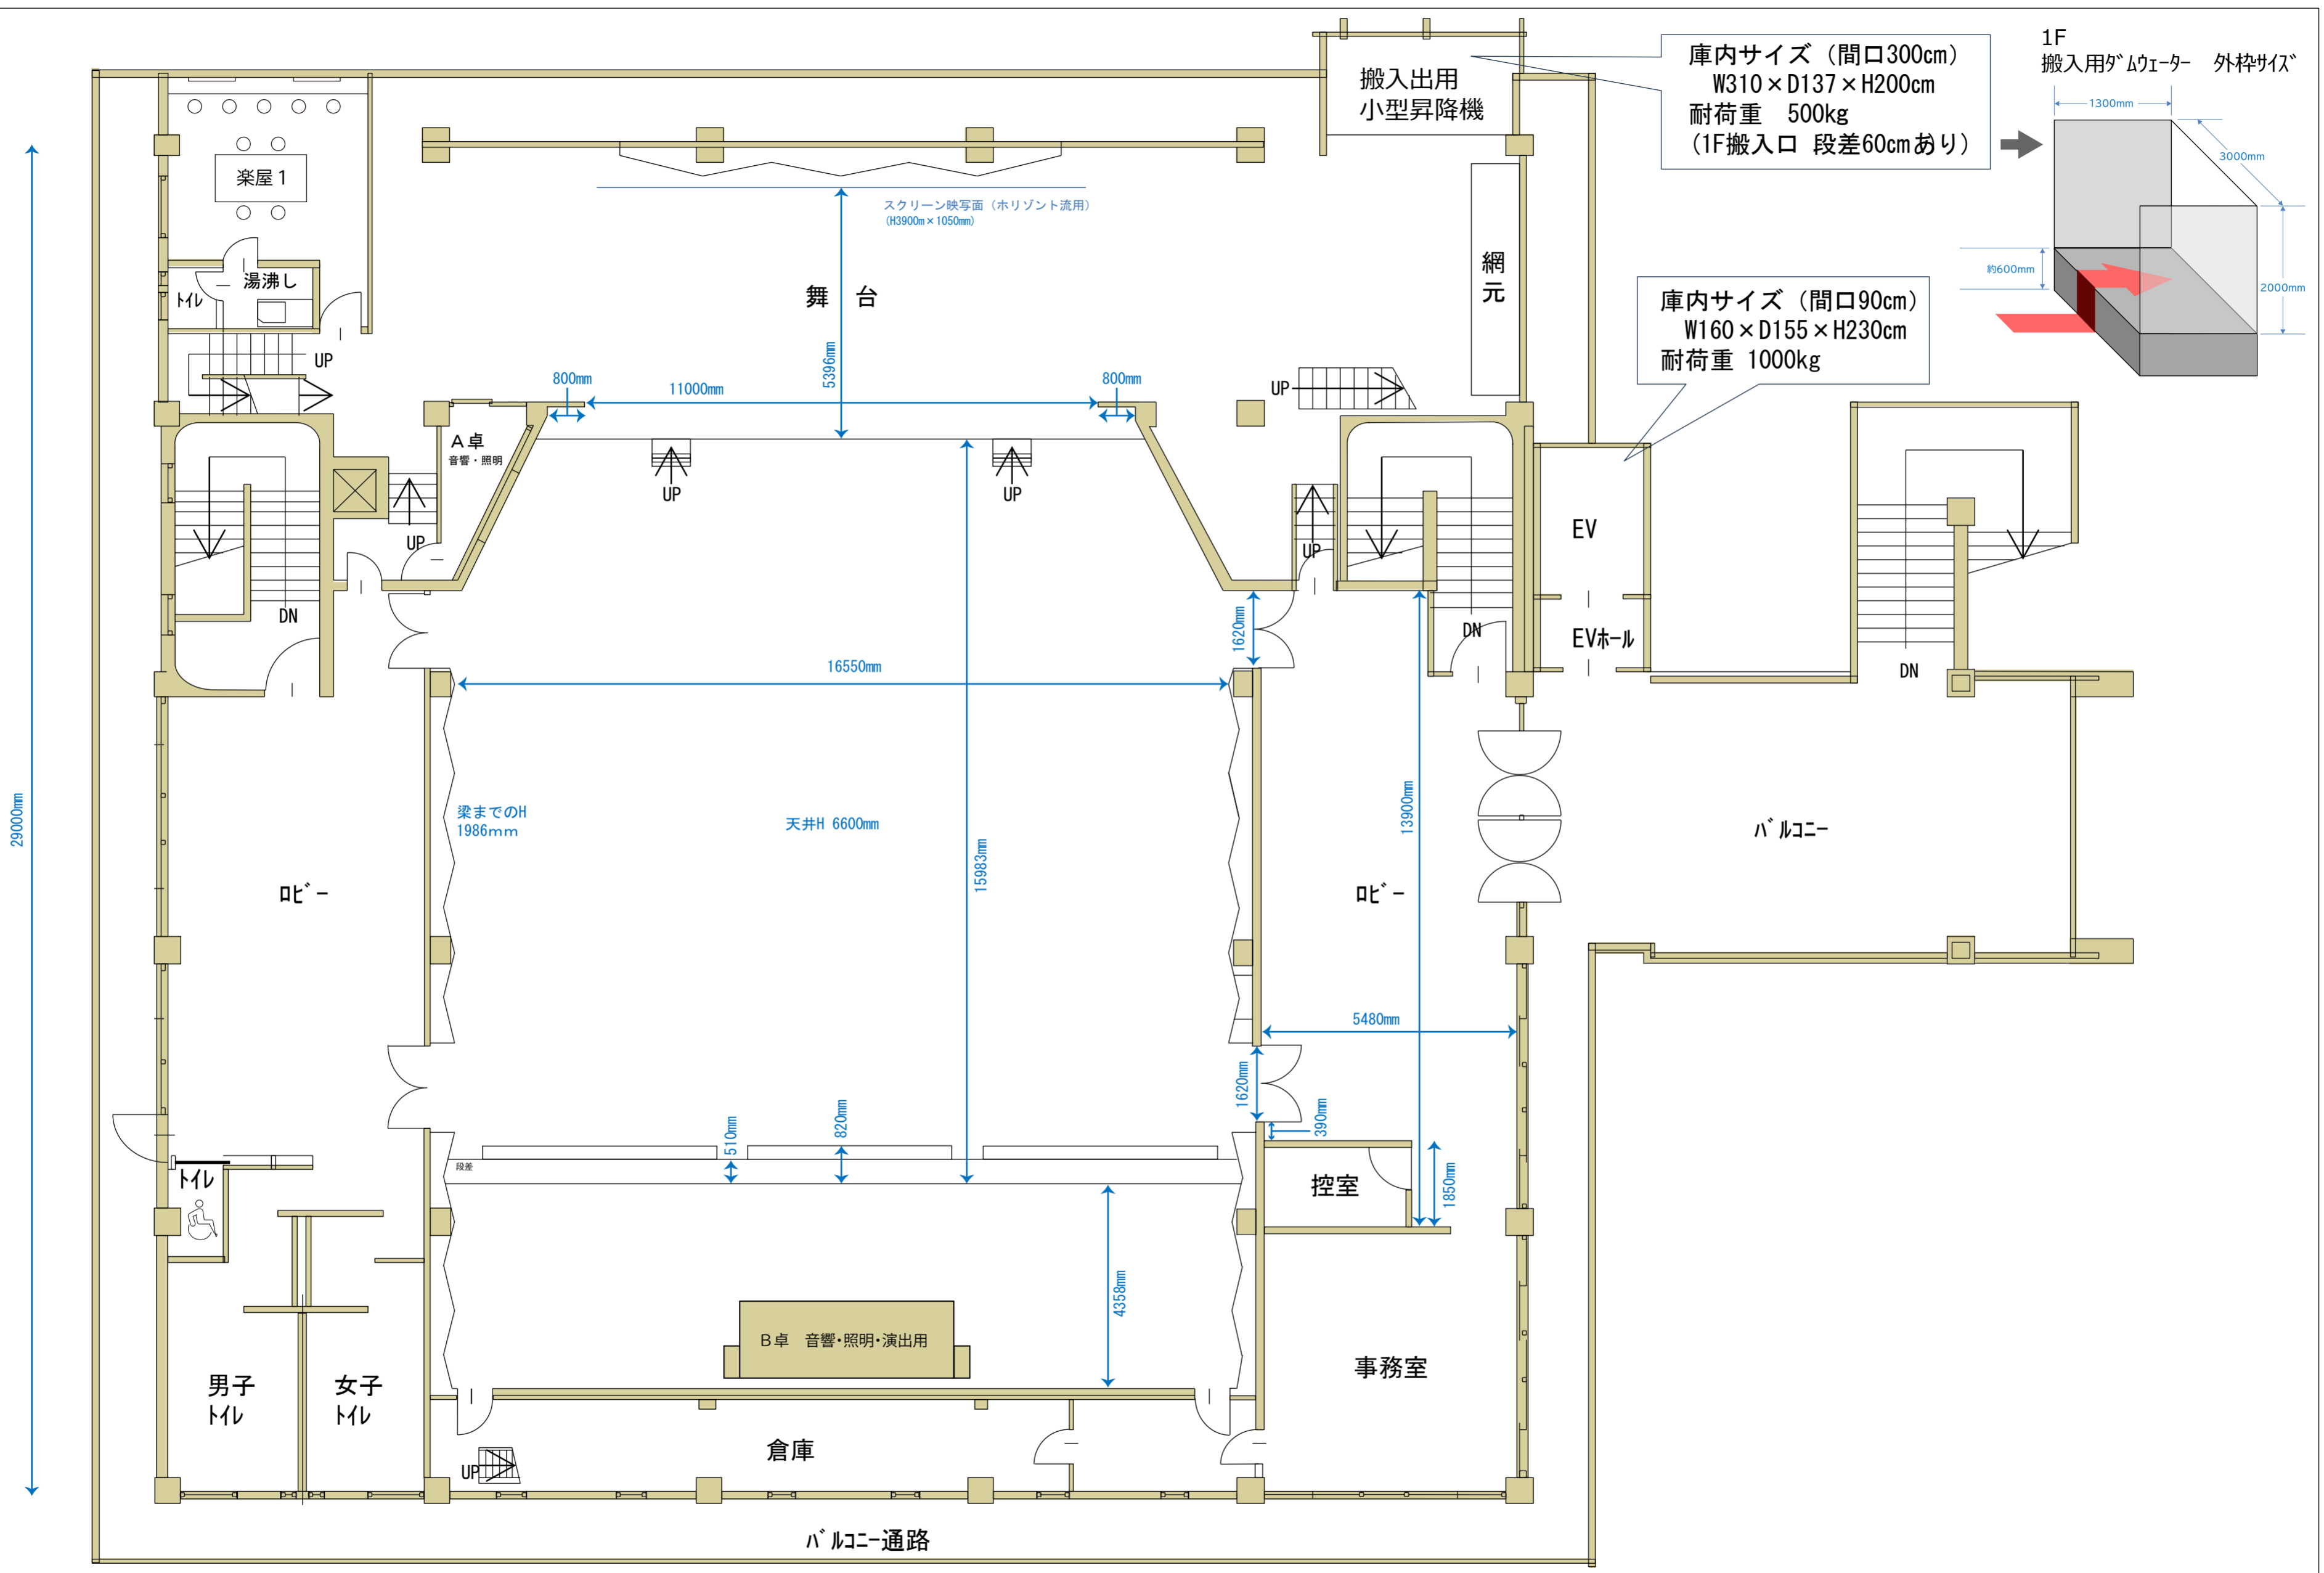 1F
搬入用ﾀﾞﾑｳｪｰﾀｰ　外枠ｻｲｽﾞ
1300mm
3000mm
約600mm
2000mm
搬入出用
小型昇降機
庫内サイズ（間口300cm）
W310×D137×H200cm
耐荷重　500kg
（1F搬入口 段差60cmあり）
楽屋１
スクリーン映写面（ホリゾント流用）
(H3900m×1050mm)
網
元
庫内サイズ（間口90cm）
W160×D155×H230cm
耐荷重 1000kg
ﾄｲﾚ
湯沸し
舞　台
UP
5396mm
800mm
11000mm
800mm
UP
Ａ卓
音響・照明
UP
UP
UP
UP
EV
DN
DN
EVﾎｰﾙ
DN
1620mm
16550mm
29000mm
梁までのH
1986ｍｍ
天井H 6600mm
15983mm
13900mm
ﾊﾞﾙｺﾆｰ
ﾛﾋﾞｰ
ﾛﾋﾞｰ
5480mm
1620mm
390mm
510mm
820mm
段差
ﾄｲﾚ
控室
1850mm
4358mm
Ｂ卓　音響・照明・演出用
事務室
男子
ﾄｲﾚ
女子
ﾄｲﾚ
倉庫
UP
ﾊﾞﾙｺﾆｰ通路